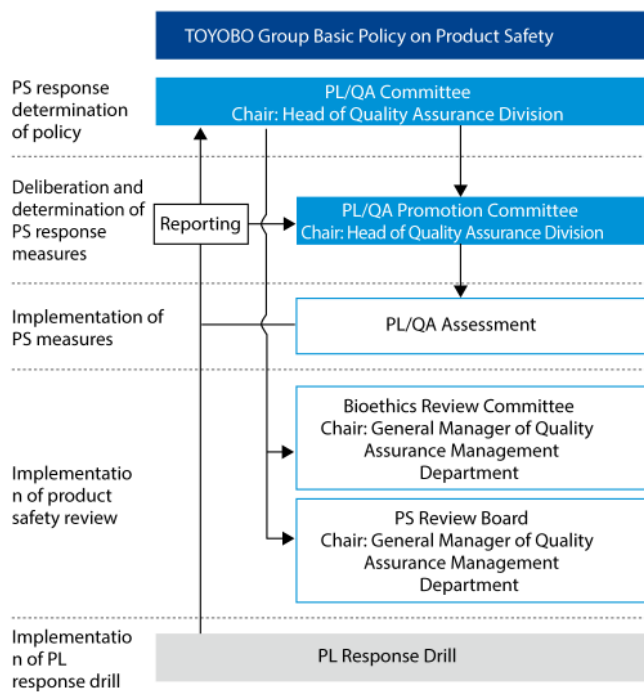 TOYOBO Group Basic Policy on Product Safety
PS response
determination
of policy
PL/QA Committee
Chair: Head of Quality Assurance Division
Deliberation and
determination of
PS response
measures
Reporting
PL/QA Promotion Committee
Chair: Head of Quality Assurance Division
Implementation of
PS measures
PL/QA Assessment
Implementatio
n of product
safety review
Bioethics Review Committee
Chair: General Manager of Quality
Assurance Management
Department
PS Review Board
Chair: General Manager of Quality
Assurance Management
Department
Implementatio
n of PL
response drill
PL Response Drill